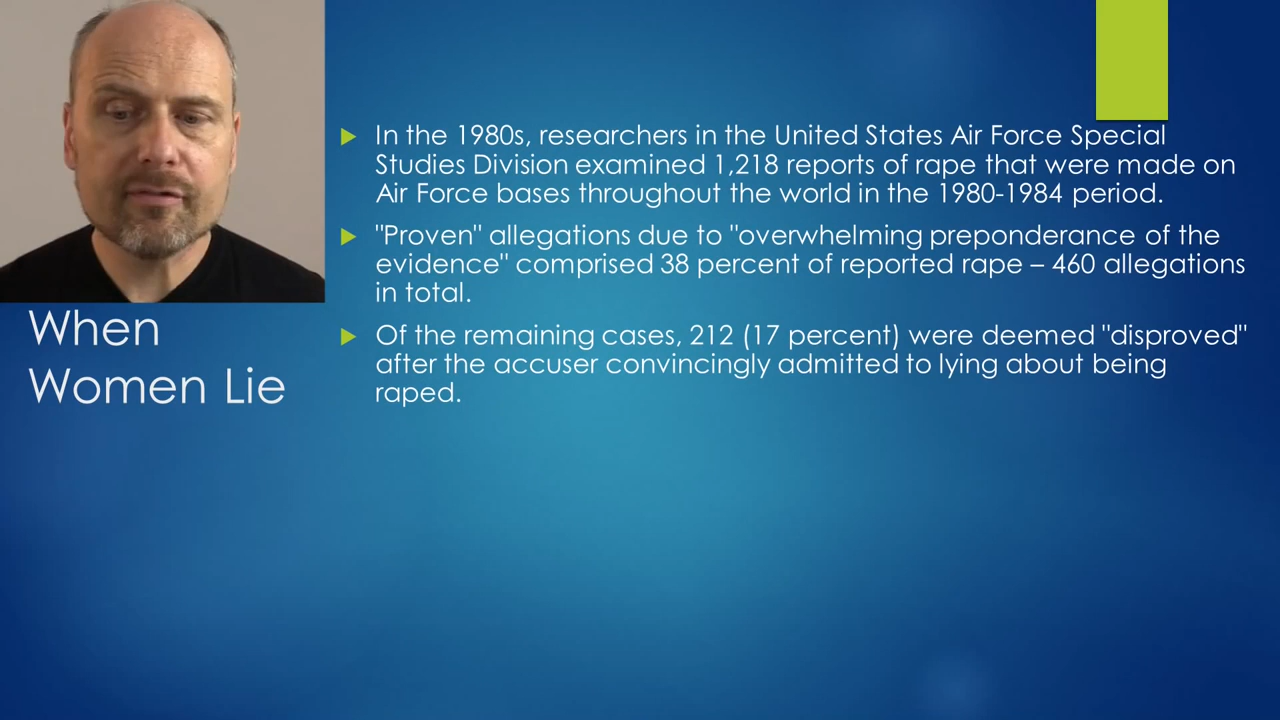 When
Women Lie
In the 1980s, researchers in the United States Air Force Special
Studies Division examined 1,218 reports of rape that were made on
Air Force bases throughout the world in the 1980-1984 period.
"Proven" allegations due to "overwhelming preponderance of the
evidence" comprised 38 percent of reported rape – 460 allegations
in total.
Of the remaining cases, 212 (17 percent) were deemed "disproved"
after the accuser convincingly admitted to lying about being
raped.